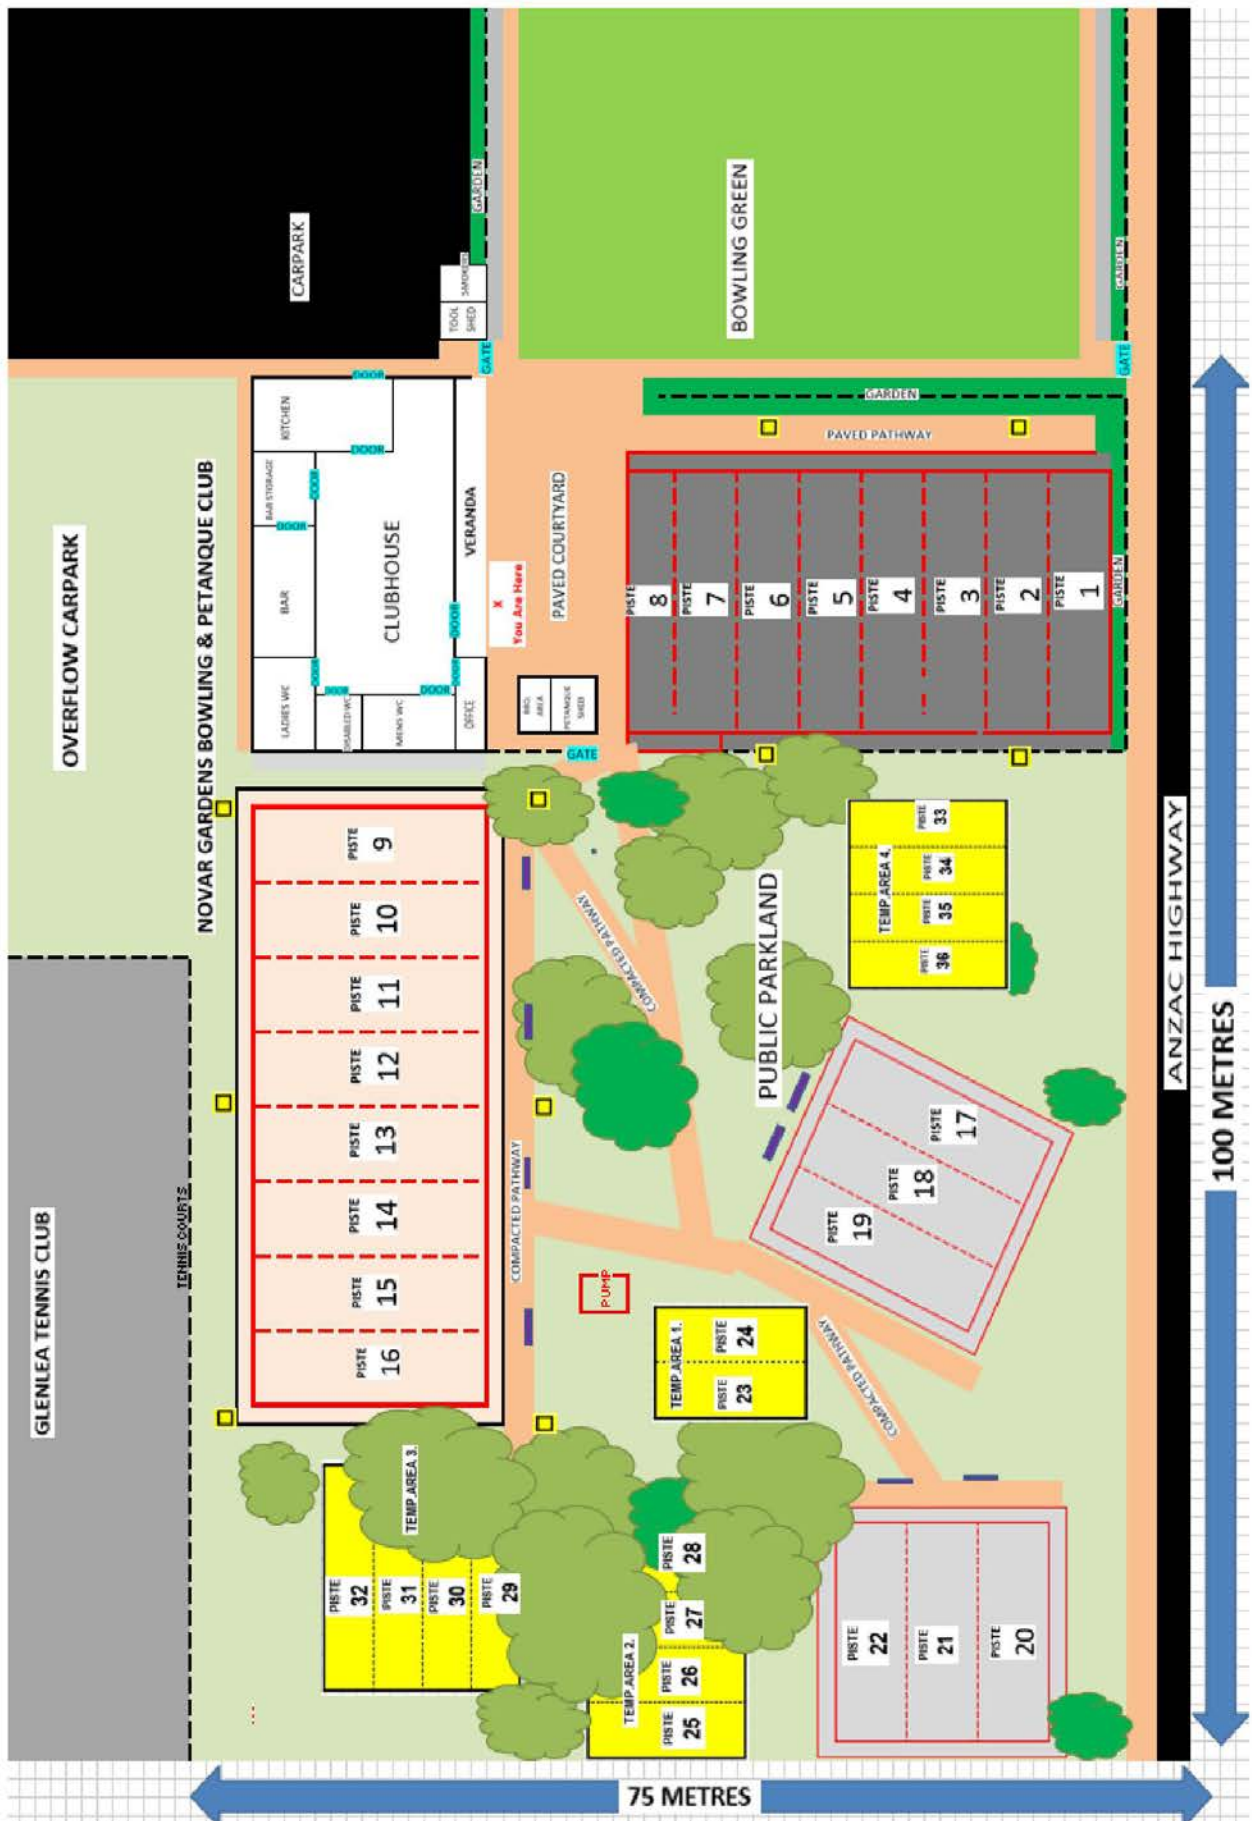 GLENLEA TENNIS CLUB
TENNIS COURTS
OVERFLOW CARPARK
NOVAR GARDENS BOWLING & PETANQUE CLUB
CARPARK
TOOL
SHED
SMOKERS
GARDEN
GATE
LADIES WC
BAR
BAR STORAGE
KITCHEN
DISABLED WC
MENS WC
OFFICE
CLUBHOUSE
VERANDA
DOOR
DOOR
DOOR
DOOR
DOOR
DOOR
DOOR
DOOR
DOOR
X
You Are Here
PAVED COURTYARD
BBQ.
AREA
PETANQUE
SHED
GATE
BOWLING GREEN
GARDEN
GATE
GARDEN
PAVED PATHWAY
GARDEN
PISTE
8
PISTE
7
PISTE
6
PISTE
5
PISTE
4
PISTE
3
PISTE
2
PISTE
1
PISTE
16
PISTE
15
PISTE
14
PISTE
13
PISTE
12
PISTE
11
PISTE
10
PISTE
9
COMPACTED PATHWAY
COMPACTED PATHWAY
PUBLIC PARKLAND
PUMP
TEMP.AREA 3.
PISTE
32
PISTE
31
PISTE
30
PISTE
29
TEMP.AREA 2.
PISTE
25
PISTE
26
PISTE
27
PISTE
28
TEMP.AREA 1.
PISTE
23
PISTE
24
COMPACTED PATHWAY
PISTE
19
PISTE
18
PISTE
17
TEMP.AREA 4.
PISTE
36
PISTE
35
PISTE
34
PISTE
33
PISTE
22
PISTE
21
PISTE
20
ANZAC HIGHWAY
100 METRES
75 METRES